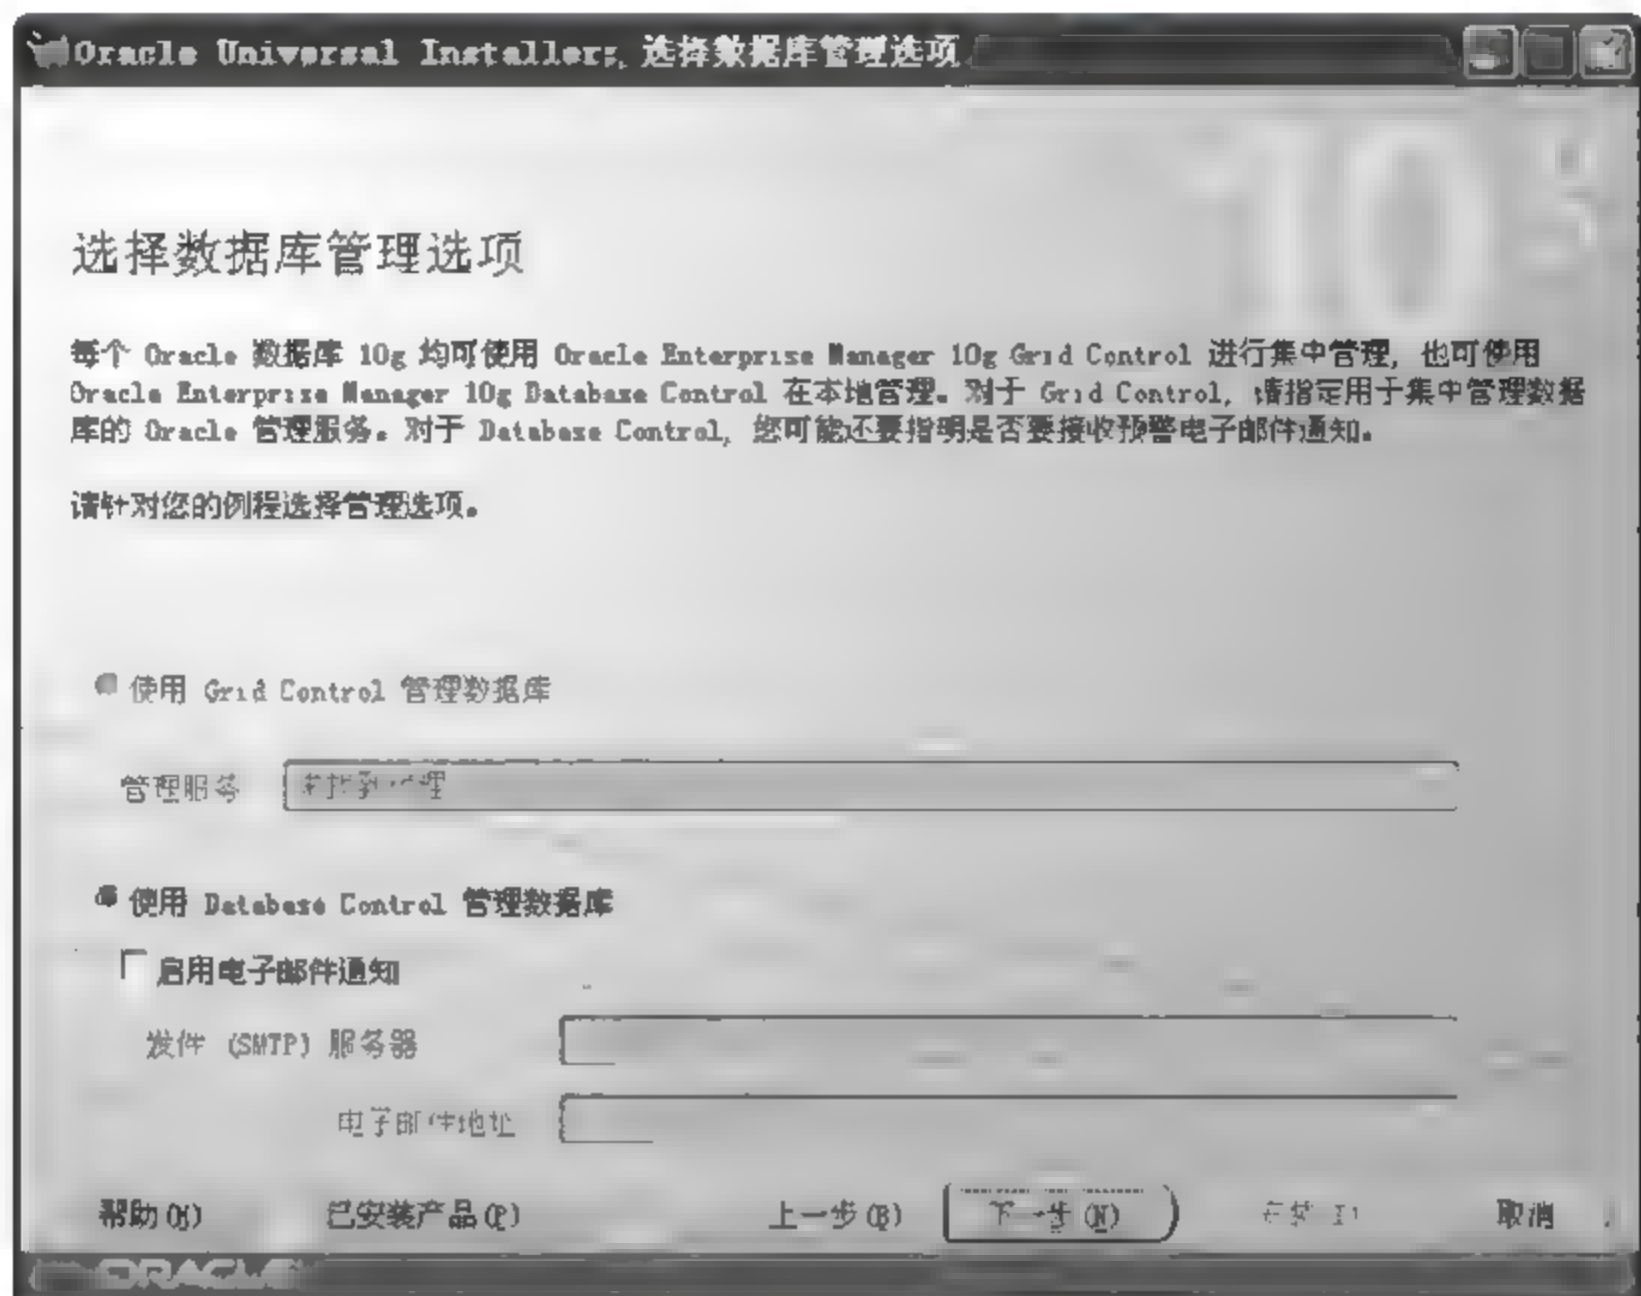 Oracle Universal Installer: 选择数据库管理选项
10g
选择数据库管理选项
每个 Oracle 数据库 10g 均可使用 Oracle Enterprise Manager 10g Grid Control 进行集中管理, 也可使用
Oracle Enterprise Manager 10g Database Control 在本地管理。对于 Grid Control, 请指定用于集中管理数据
库的 Oracle 管理服务。对于 Database Control, 您可能还要指明是否要接收预警电子邮件通知。
请针对您的例程选择管理选项。
使用 Grid Control 管理数据库
管理服务 未找到代理
使用 Database Control 管理数据库
启用电子邮件通知
发件 (SMTP) 服务器
电子邮件地址
帮助(H) 已安装产品(P) 上一步(B) 下一步(N) 安装(I) 取消
ORACLE